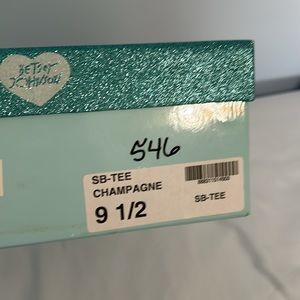 BETSEY
JOHNSON
546
SB-TEE
CHAMPAGNE
9 1/2
SB-TEE